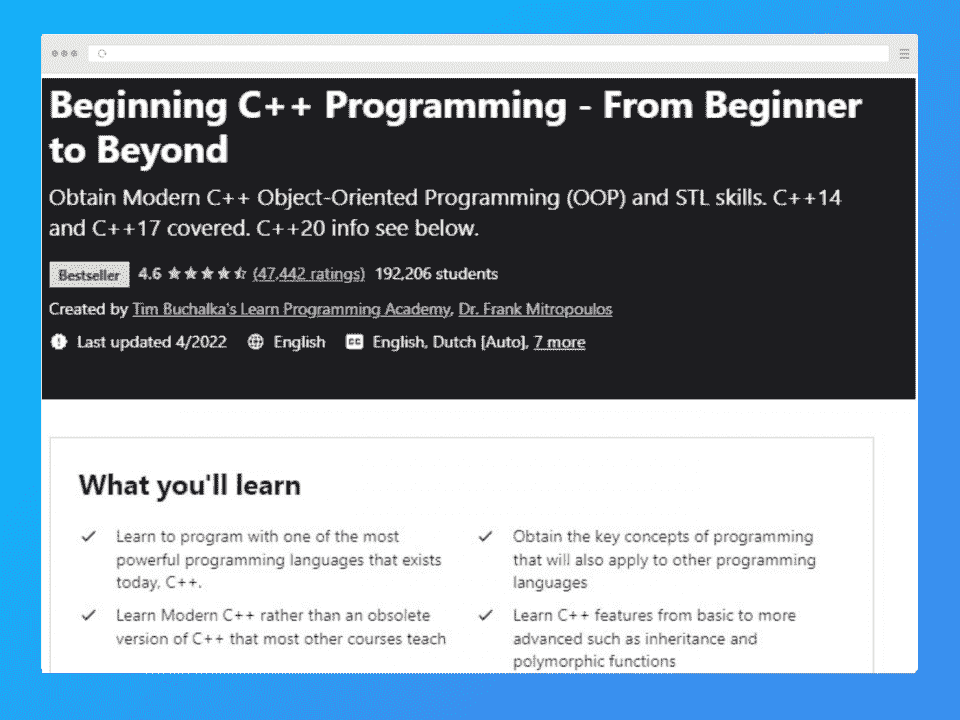 Beginning C++ Programming - From Beginner
to Beyond
Obtain Modern C++ Object-Oriented Programming (OOP) and STL skills. C++14
and C++17 covered. C++20 info see below.
Bestseller 4.6 (47,442 ratings) 192,206 students
Created by Tim Buchalka's Learn Programming Academy, Dr. Frank Mitropoulos
Last updated 4/2022 English CC English, Dutch [Auto], 7 more
What you'll learn
Learn to program with one of the most
powerful programming languages that exists
today, C++.
Learn Modern C++ rather than an obsolete
version of C++ that most other courses teach
Obtain the key concepts of programming
that will also apply to other programming
languages
Learn C++ features from basic to more
advanced such as inheritance and
polymorphic functions